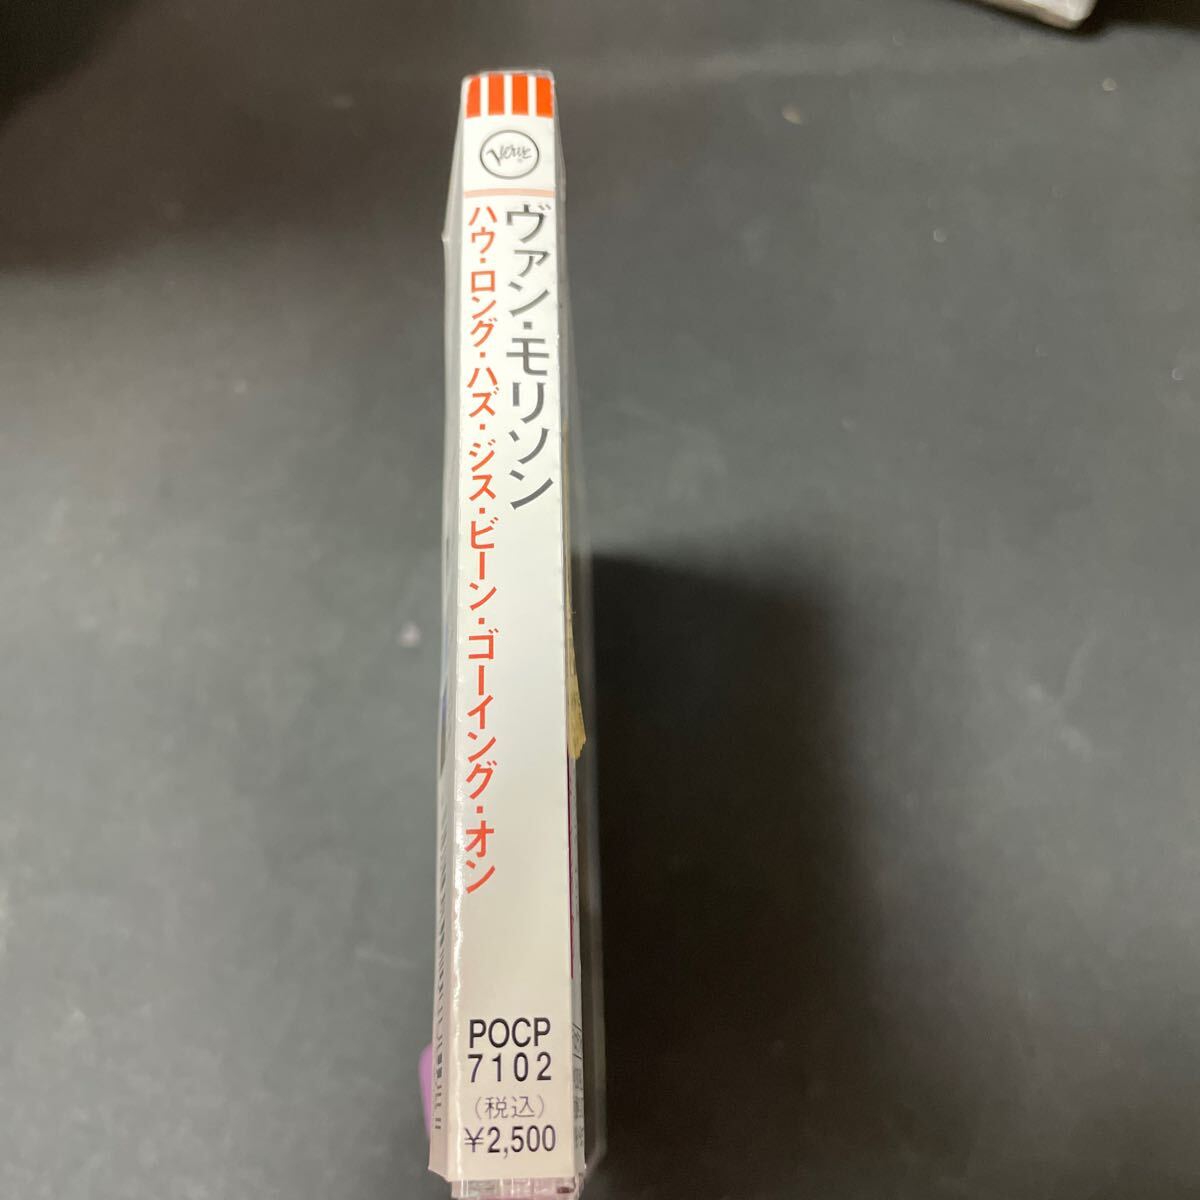 Verve
ヴァン・モリソン
ハウ・ロング・ハズ・ジス・ビーン・ゴーイング・オン
POCP
7102
(税込)
¥2,500